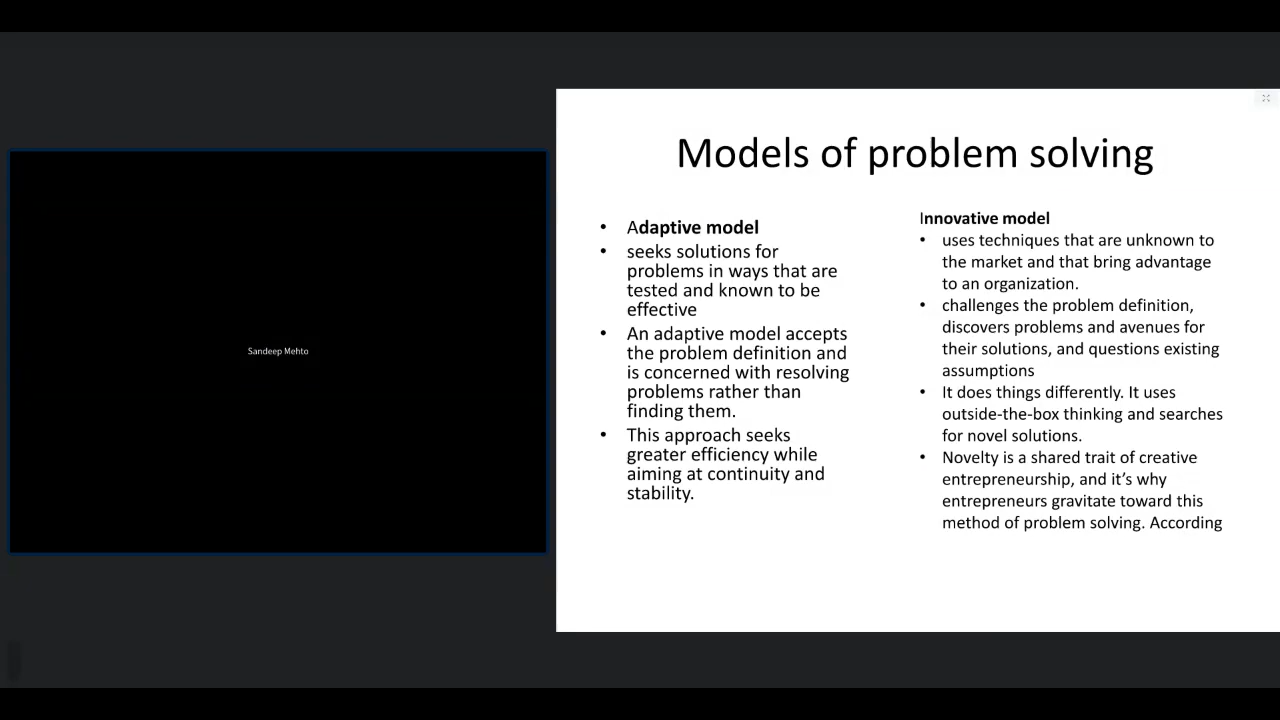 Sandeep Mehto
Models of problem solving
• Adaptive model
• seeks solutions for
problems in ways that are
tested and known to be
effective
• An adaptive model accepts
the problem definition and
is concerned with resolving
problems rather than
finding them.
• This approach seeks
greater efficiency while
aiming at continuity and
stability.
Innovative model
• uses techniques that are unknown to
the market and that bring advantage
to an organization.
• challenges the problem definition,
discovers problems and avenues for
their solutions, and questions existing
assumptions
• It does things differently. It uses
outside-the-box thinking and searches
for novel solutions.
• Novelty is a shared trait of creative
entrepreneurship, and it’s why
entrepreneurs gravitate toward this
method of problem solving. According